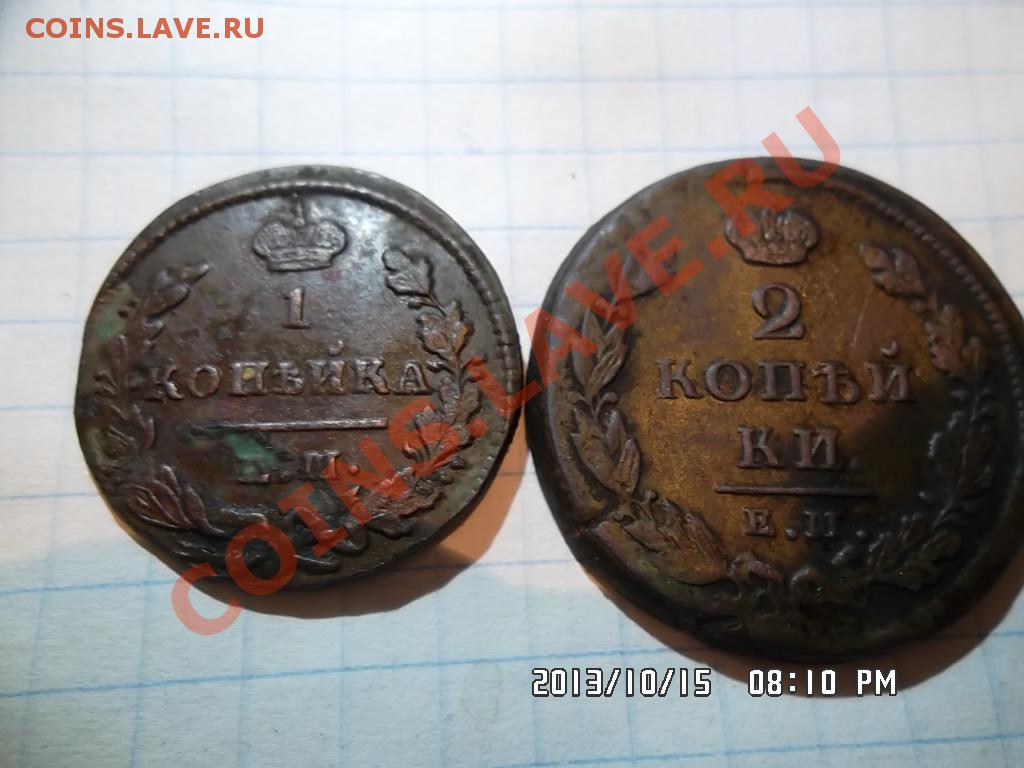 COINS.LAVE.RU
COINS.LAVE.RU
1
КОПѢЙКА
Е.М.
2
КОПѢЙ
КИ
Е.М.
2013/10/15 08:10 PM